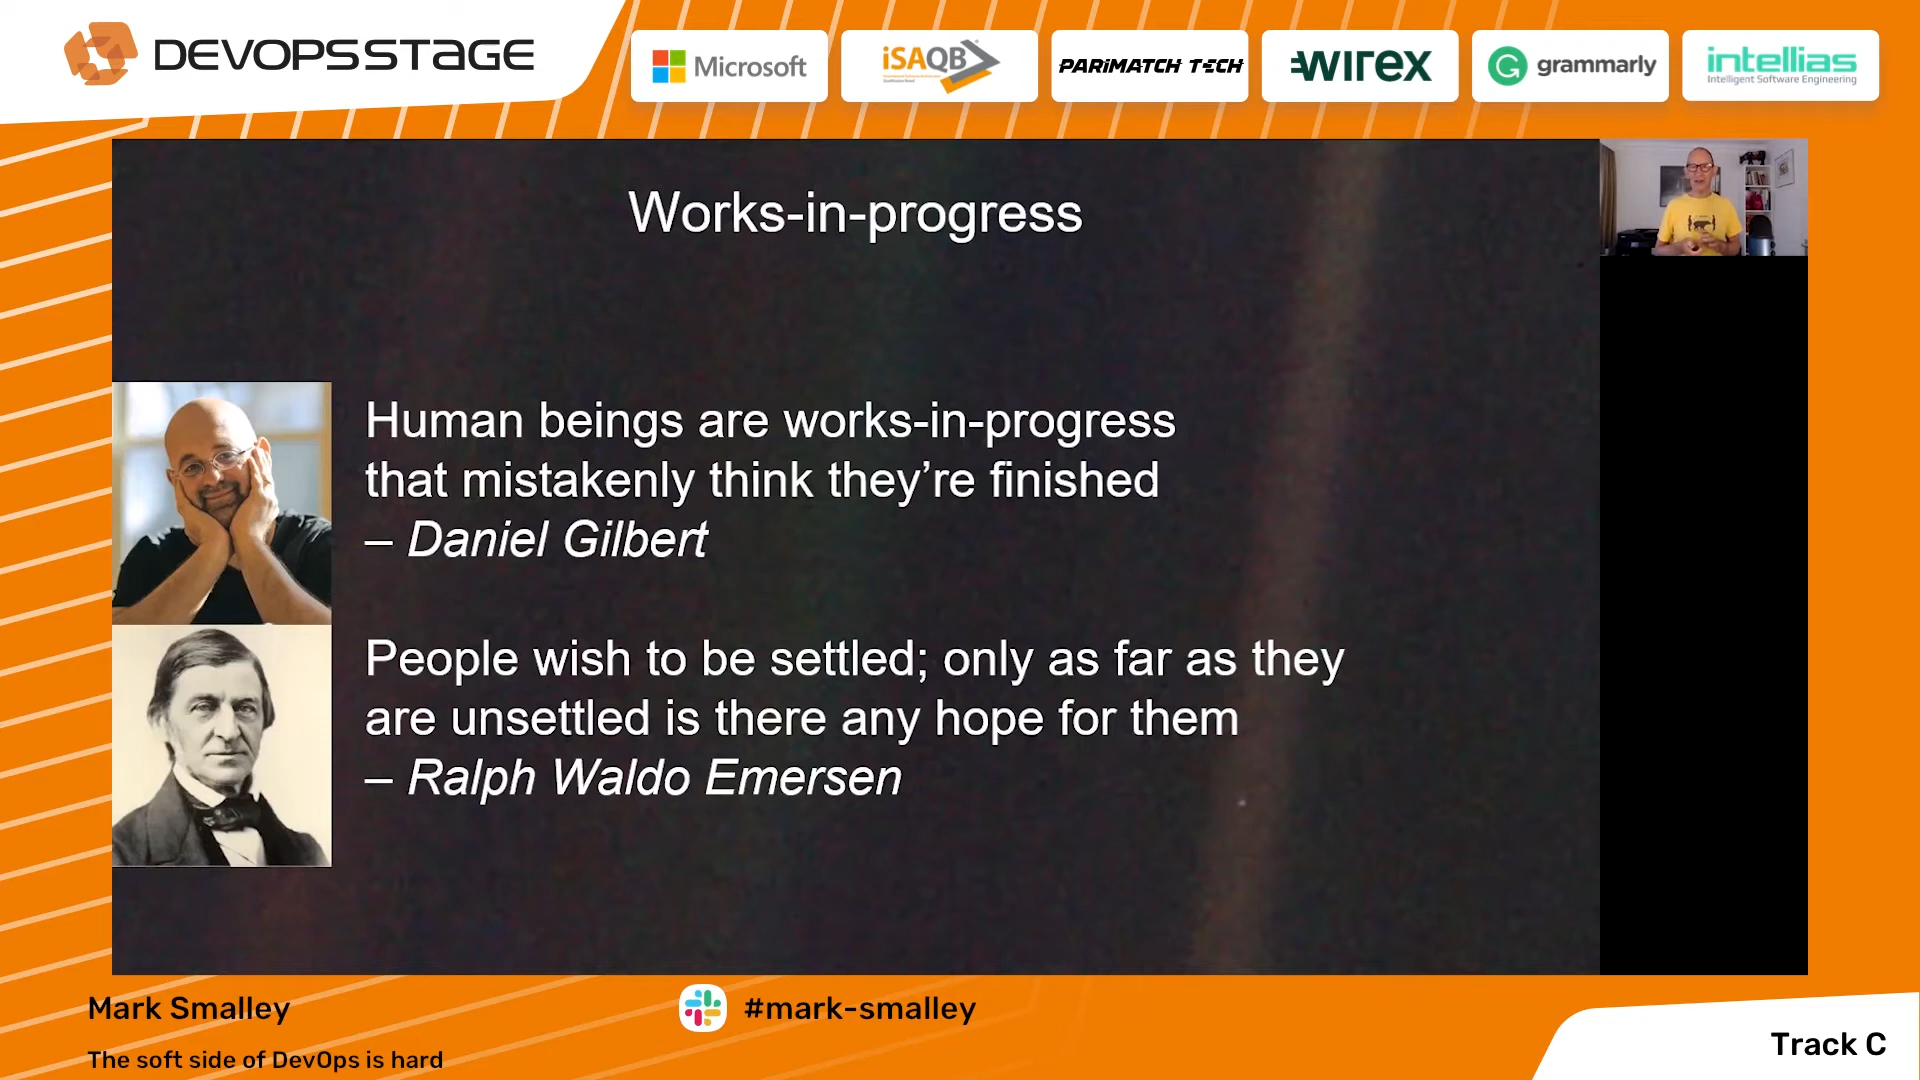 DEVOPSSTAGE
Microsoft
iSAQB
PARIMATCH TECH
wirex
grammarly
intellias
Intelligent Software Engineering
Works-in-progress
Human beings are works-in-progress
that mistakenly think they’re finished
– Daniel Gilbert
People wish to be settled; only as far as they
are unsettled is there any hope for them
– Ralph Waldo Emersen
Mark Smalley
#mark-smalley
The soft side of DevOps is hard
Track C